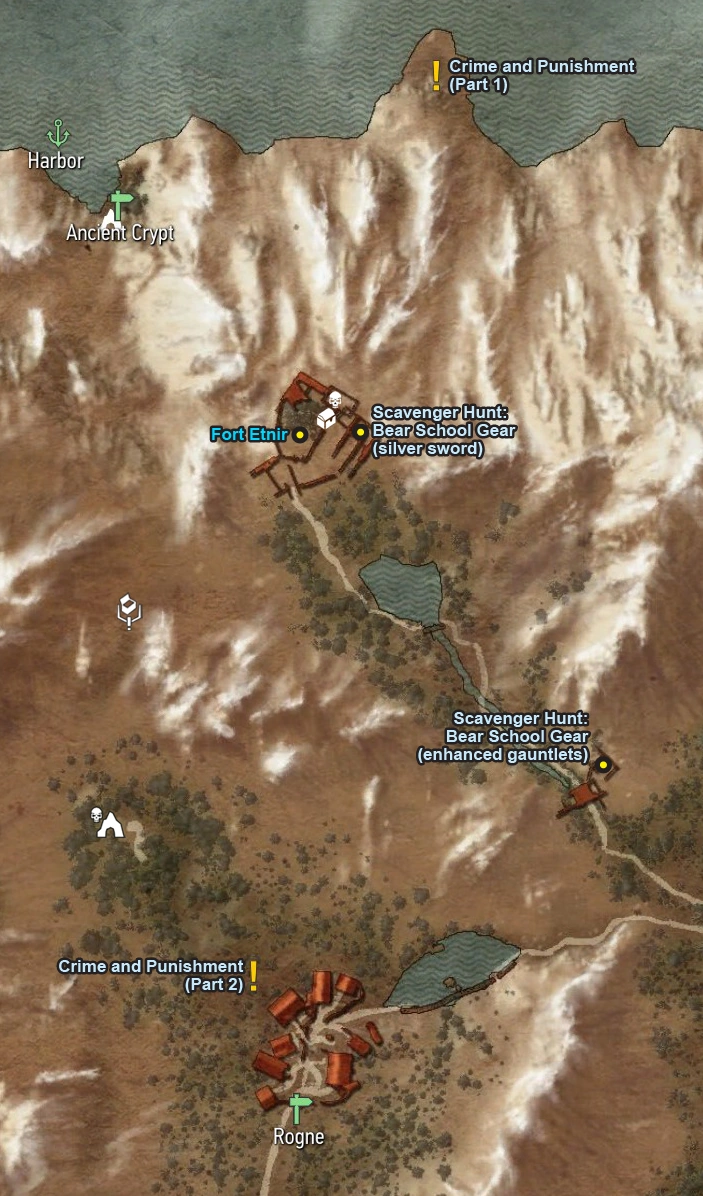 Crime and Punishment
(Part 1)
Harbor
Ancient Crypt
Scavenger Hunt:
Bear School Gear
(silver sword)
Fort Etnir
Scavenger Hunt:
Bear School Gear
(enhanced gauntlets)
Crime and Punishment
(Part 2)
Rogne